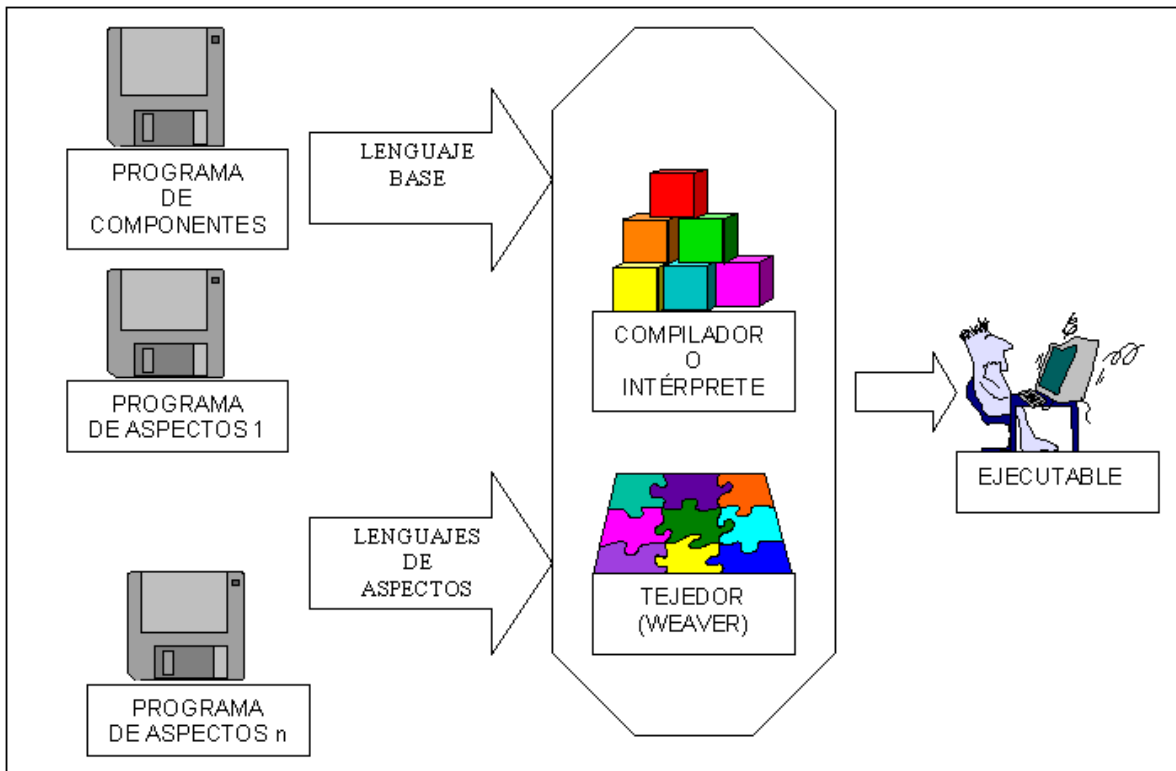 PROGRAMA
DE
COMPONENTES
LENGUAJE
BASE
PROGRAMA
DE ASPECTOS 1
COMPILADOR
O
INTÉRPRETE
EJECUTABLE
LENGUAJES
DE
ASPECTOS
TEJEDOR
(WEAVER)
PROGRAMA
DE ASPECTOS n